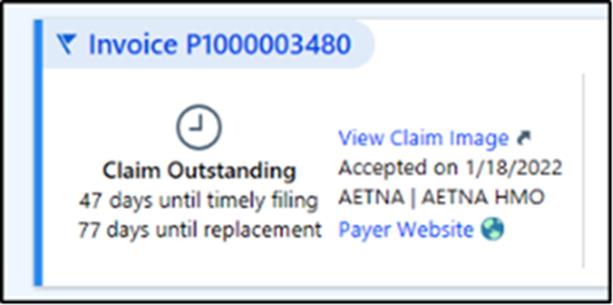 Invoice P1000003480
Claim Outstanding
47 days until timely filing
77 days until replacement
View Claim Image
Accepted on 1/18/2022
AETNA | AETNA HMO
Payer Website